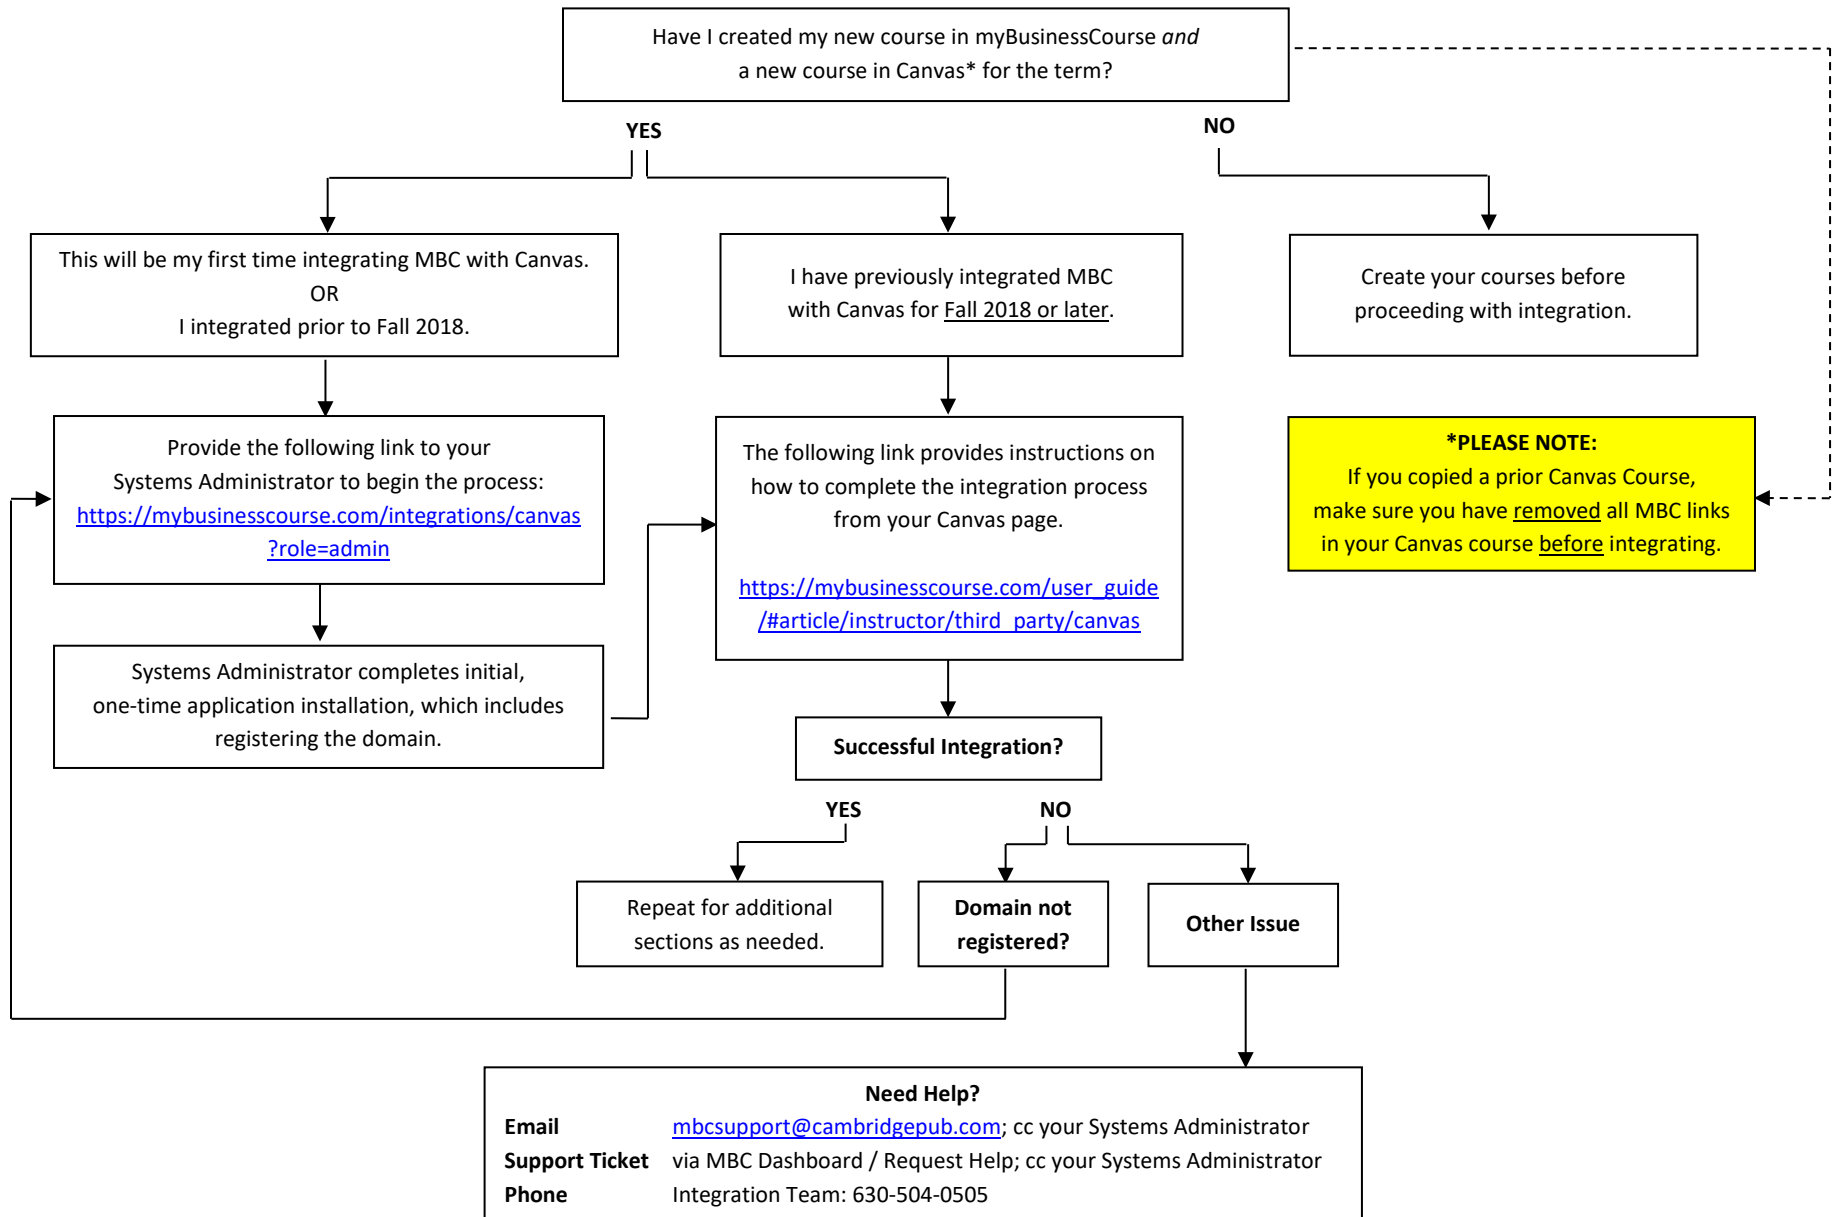 Have I created my new course in myBusinessCourse and
a new course in Canvas* for the term?
YES
NO
This will be my first time integrating MBC with Canvas.
OR
I integrated prior to Fall 2018.
I have previously integrated MBC
with Canvas for Fall 2018 or later.
Create your courses before
proceeding with integration.
Provide the following link to your
Systems Administrator to begin the process:
https://mybusinesscourse.com/integrations/canvas
?role=admin
The following link provides instructions on
how to complete the integration process
from your Canvas page.
https://mybusinesscourse.com/user_guide
/#article/instructor/third_party/canvas
*PLEASE NOTE:
If you copied a prior Canvas Course,
make sure you have removed all MBC links
in your Canvas course before integrating.
Systems Administrator completes initial,
one-time application installation, which includes
registering the domain.
Successful Integration?
YES
NO
Repeat for additional
sections as needed.
Domain not
registered?
Other Issue
Need Help?
Email mbcsupport@cambridgepub.com; cc your Systems Administrator
Support Ticket via MBC Dashboard / Request Help; cc your Systems Administrator
Phone Integration Team: 630-504-0505